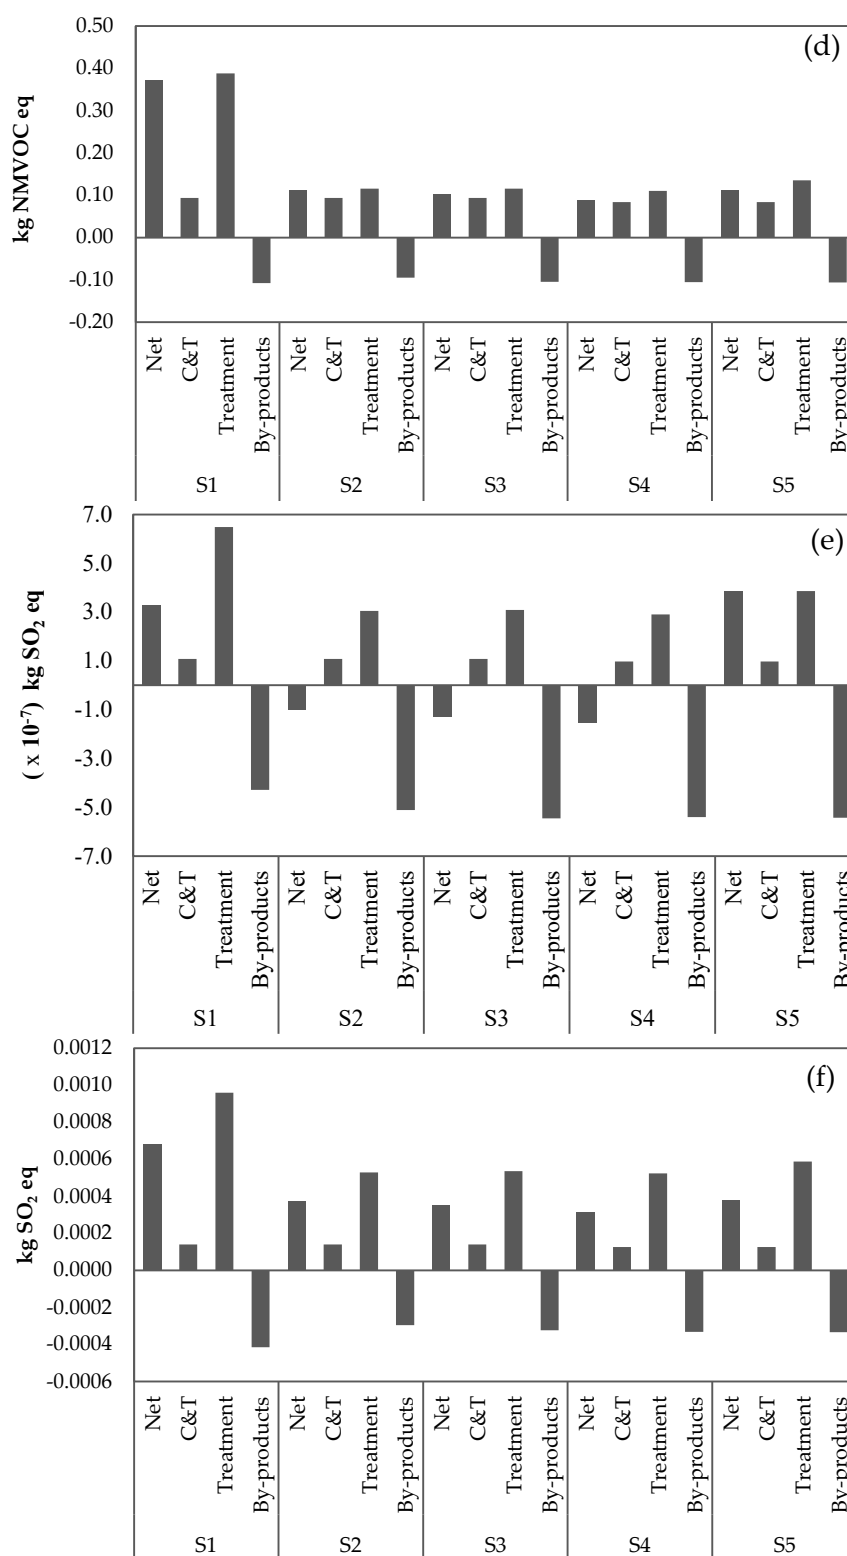 (d)
kg NMVOC eq
0.50
0.40
0.30
0.20
0.10
0.00
-0.10
-0.20
Net C&T Treatment By-products Net C&T Treatment By-products Net C&T Treatment By-products Net C&T Treatment By-products Net C&T Treatment By-products
S1 S2 S3 S4 S5
(e)
( x 10⁻⁷) kg SO₂ eq
7.0
5.0
3.0
1.0
-1.0
-3.0
-5.0
-7.0
Net C&T Treatment By-products Net C&T Treatment By-products Net C&T Treatment By-products Net C&T Treatment By-products Net C&T Treatment By-products
S1 S2 S3 S4 S5
(f)
kg SO₂ eq
0.0012
0.0010
0.0008
0.0006
0.0004
0.0002
0.0000
-0.0002
-0.0004
-0.0006
Net C&T Treatment By-products Net C&T Treatment By-products Net C&T Treatment By-products Net C&T Treatment By-products Net C&T Treatment By-products
S1 S2 S3 S4 S5